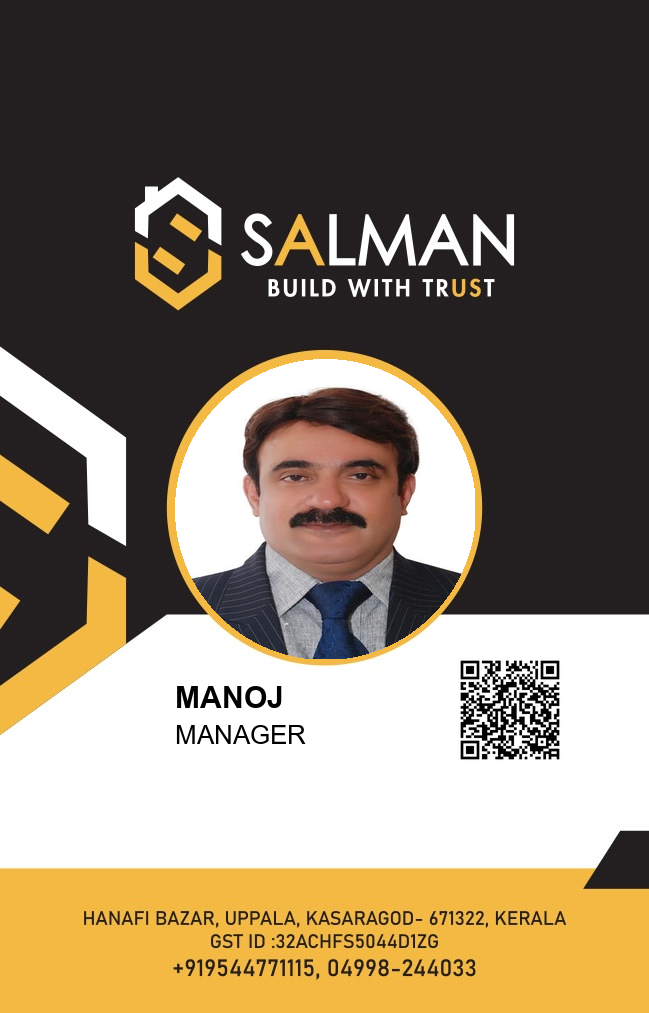 SALMAN
BUILD WITH TRUST
MANOJ
MANAGER
HANAFI BAZAR, UPPALA, KASARAGOD- 671322, KERALA
GST ID :32ACHFS5044D1ZG
+919544771115, 04998-244033